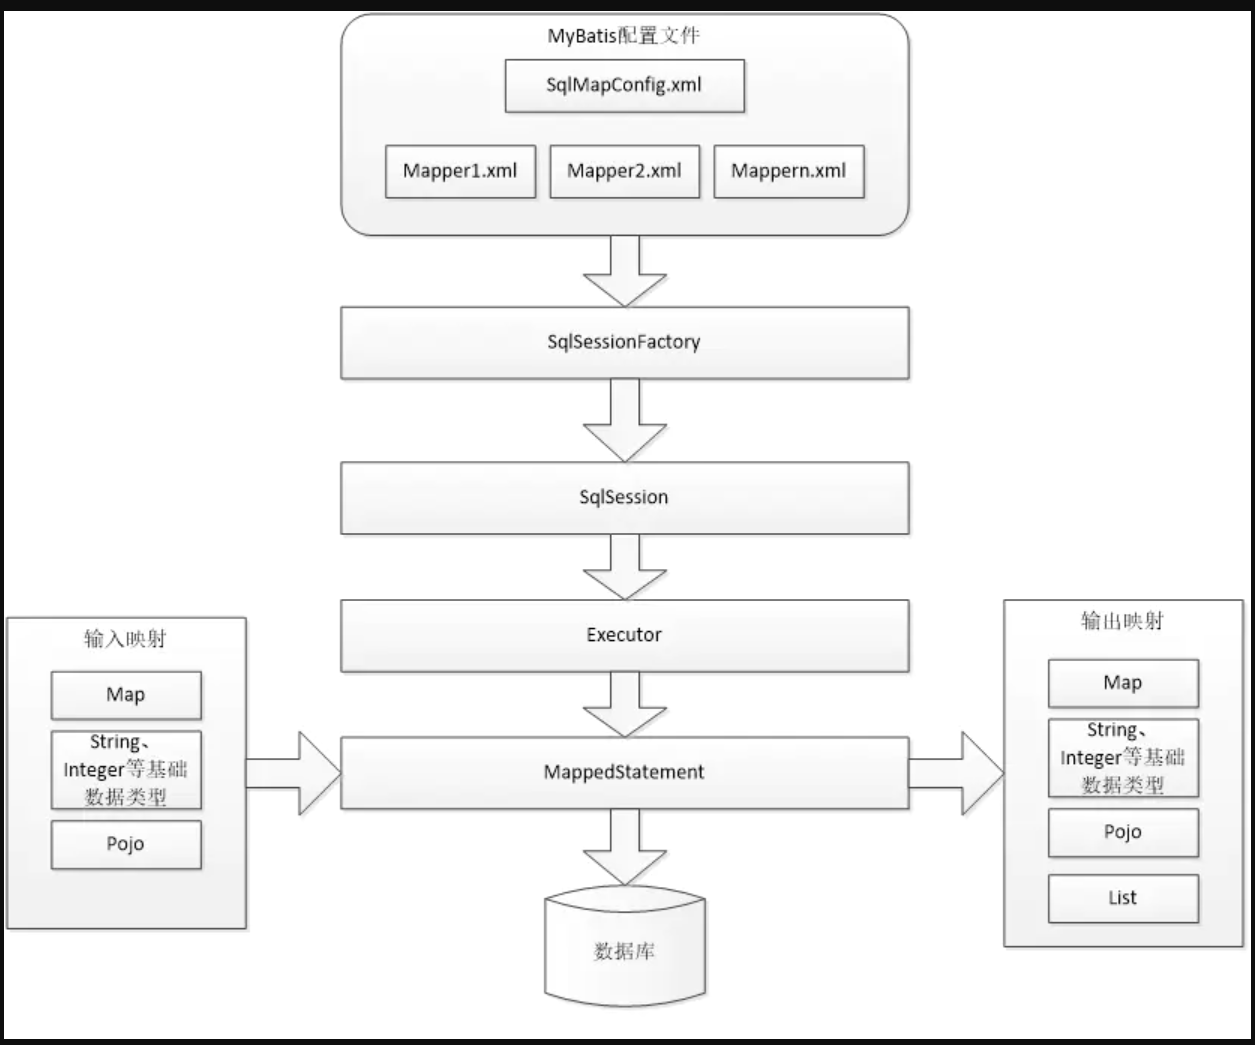 MyBatis配置文件
SqlMapConfig.xml
Mapper1.xml
Mapper2.xml
Mappern.xml
SqlSessionFactory
SqlSession
Executor
输入映射
Map
String、
Integer等基础
数据类型
Pojo
MappedStatement
输出映射
Map
String、
Integer等基础
数据类型
Pojo
List
数据库